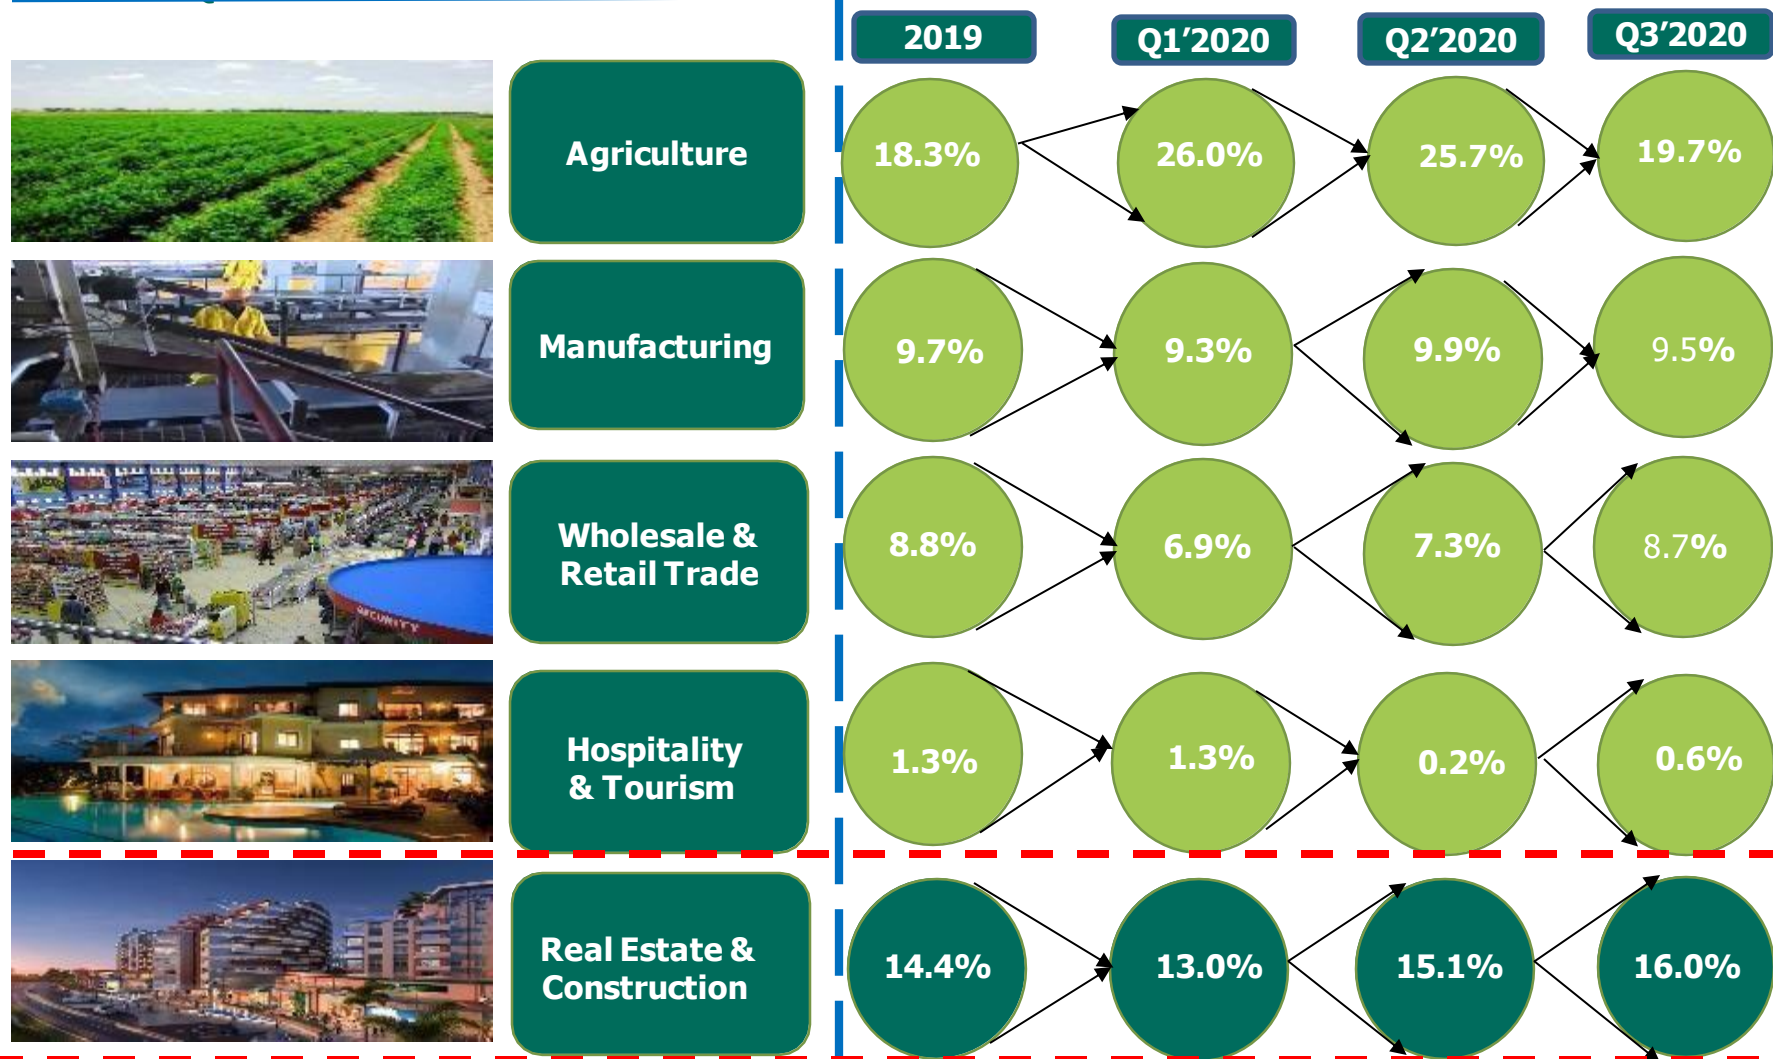 2019
Q1’2020
Q2’2020
Q3’2020
Agriculture
18.3%
26.0%
25.7%
19.7%
Manufacturing
9.7%
9.3%
9.9%
9.5%
Wholesale &
Retail Trade
8.8%
6.9%
7.3%
8.7%
SECURITY
Hospitality
& Tourism
1.3%
1.3%
0.2%
0.6%
Real Estate &
Construction
14.4%
13.0%
15.1%
16.0%